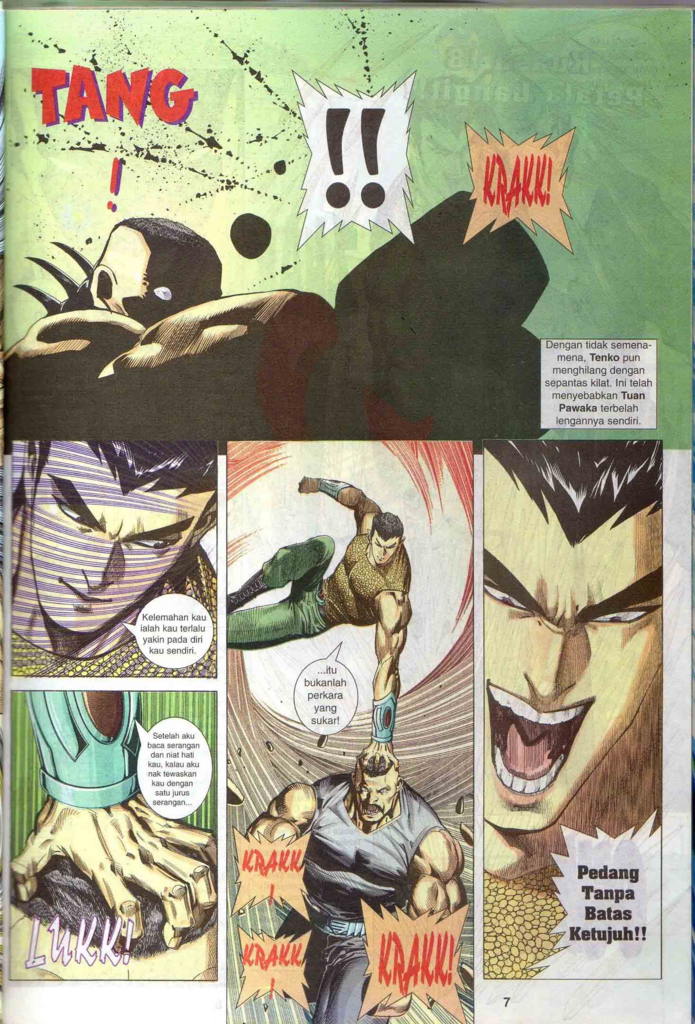 TANG
!
!!
KRAKK!
Dengan tidak semena-
mena, Tenko pun
menghilang dengan
sepantas kilat. Ini telah
menyebabkan Tuan
Pawaka terbelah
lengannya sendiri.
Kelemahan kau
ialah kau terlalu
yakin pada diri
kau sendiri.
Setelah aku
baca serangan
dan niat hati
kau, kalau aku
nak tewaskan
kau dengan
satu jurus
serangan...
LUKK!
...itu
bukanlah
perkara
yang
sukar!
KRAKK
!
KRAKK
!
KRAKK!
Pedang
Tanpa
Batas
Ketujuh!!
7